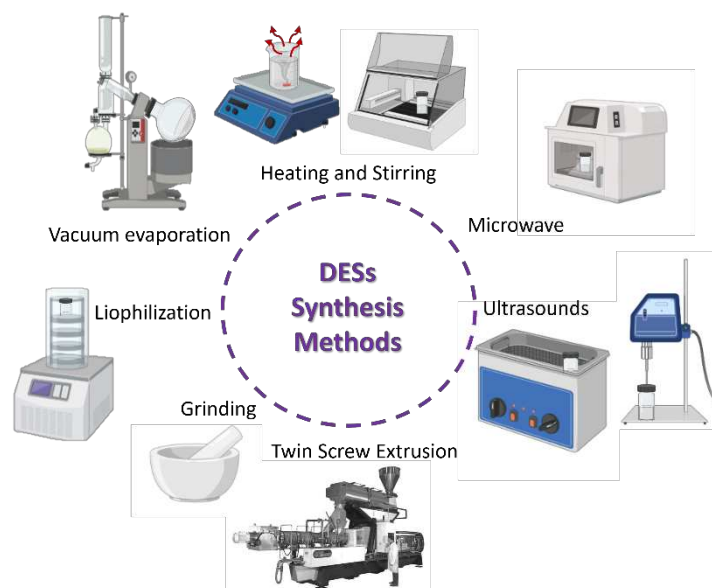 Heating and Stirring
Microwave
Vacuum evaporation
DESs
Synthesis
Methods
Ultrasounds
Liophilization
Grinding
Twin Screw Extrusion